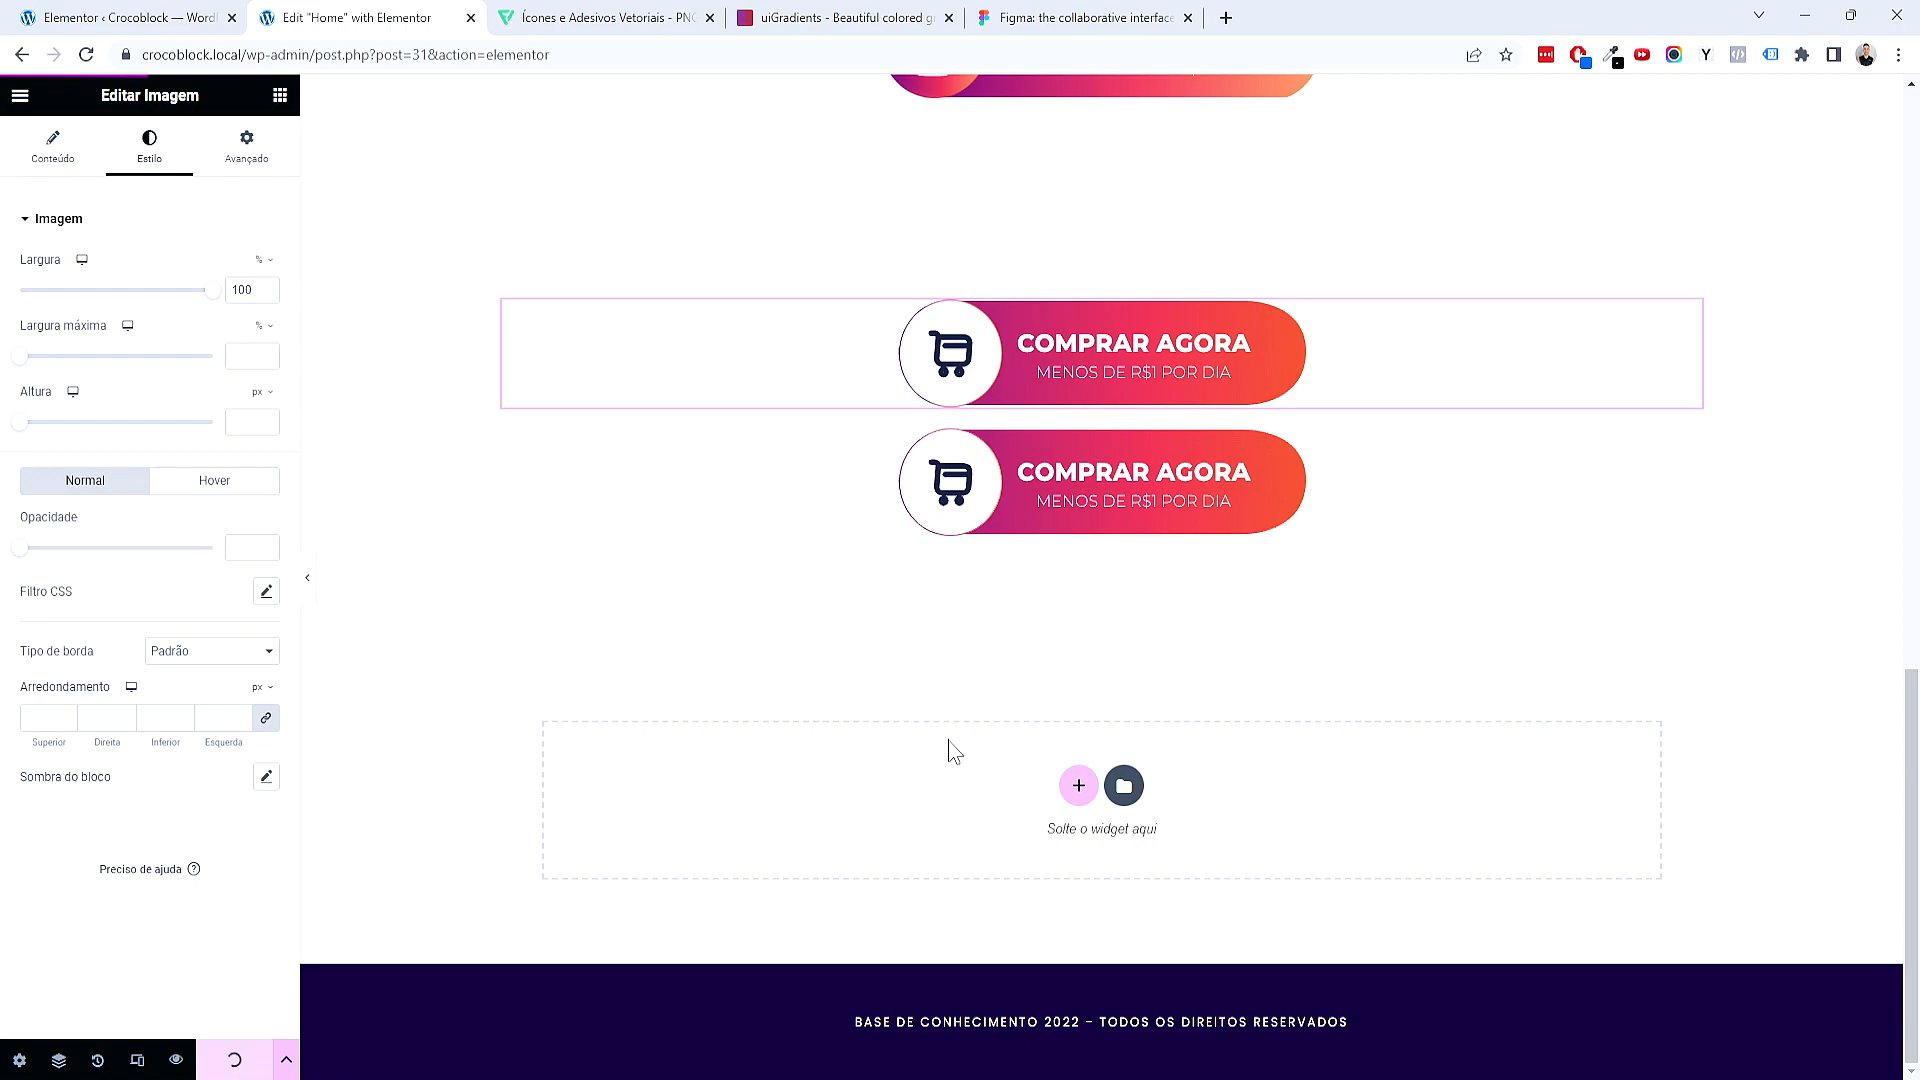 Elementor ‹ Crocoblock — WordP
Edit "Home" with Elementor
Ícones e Adesivos Vetoriais - PNG
uiGradients - Beautiful colored gr
Figma: the collaborative interface
crocoblock.local/wp-admin/post.php?post=31&action=elementor
Editar Imagem
Conteúdo
Estilo
Avançado
Imagem
Largura
%
100
Largura máxima
%
Altura
px
Normal
Hover
Opacidade
Filtro CSS
Tipo de borda
Padrão
Arredondamento
px
Superior
Direita
Inferior
Esquerda
Sombra do bloco
Preciso de ajuda
COMPRAR AGORA
MENOS DE R$1 POR DIA
COMPRAR AGORA
MENOS DE R$1 POR DIA
Solte o widget aqui
BASE DE CONHECIMENTO 2022 – TODOS OS DIREITOS RESERVADOS